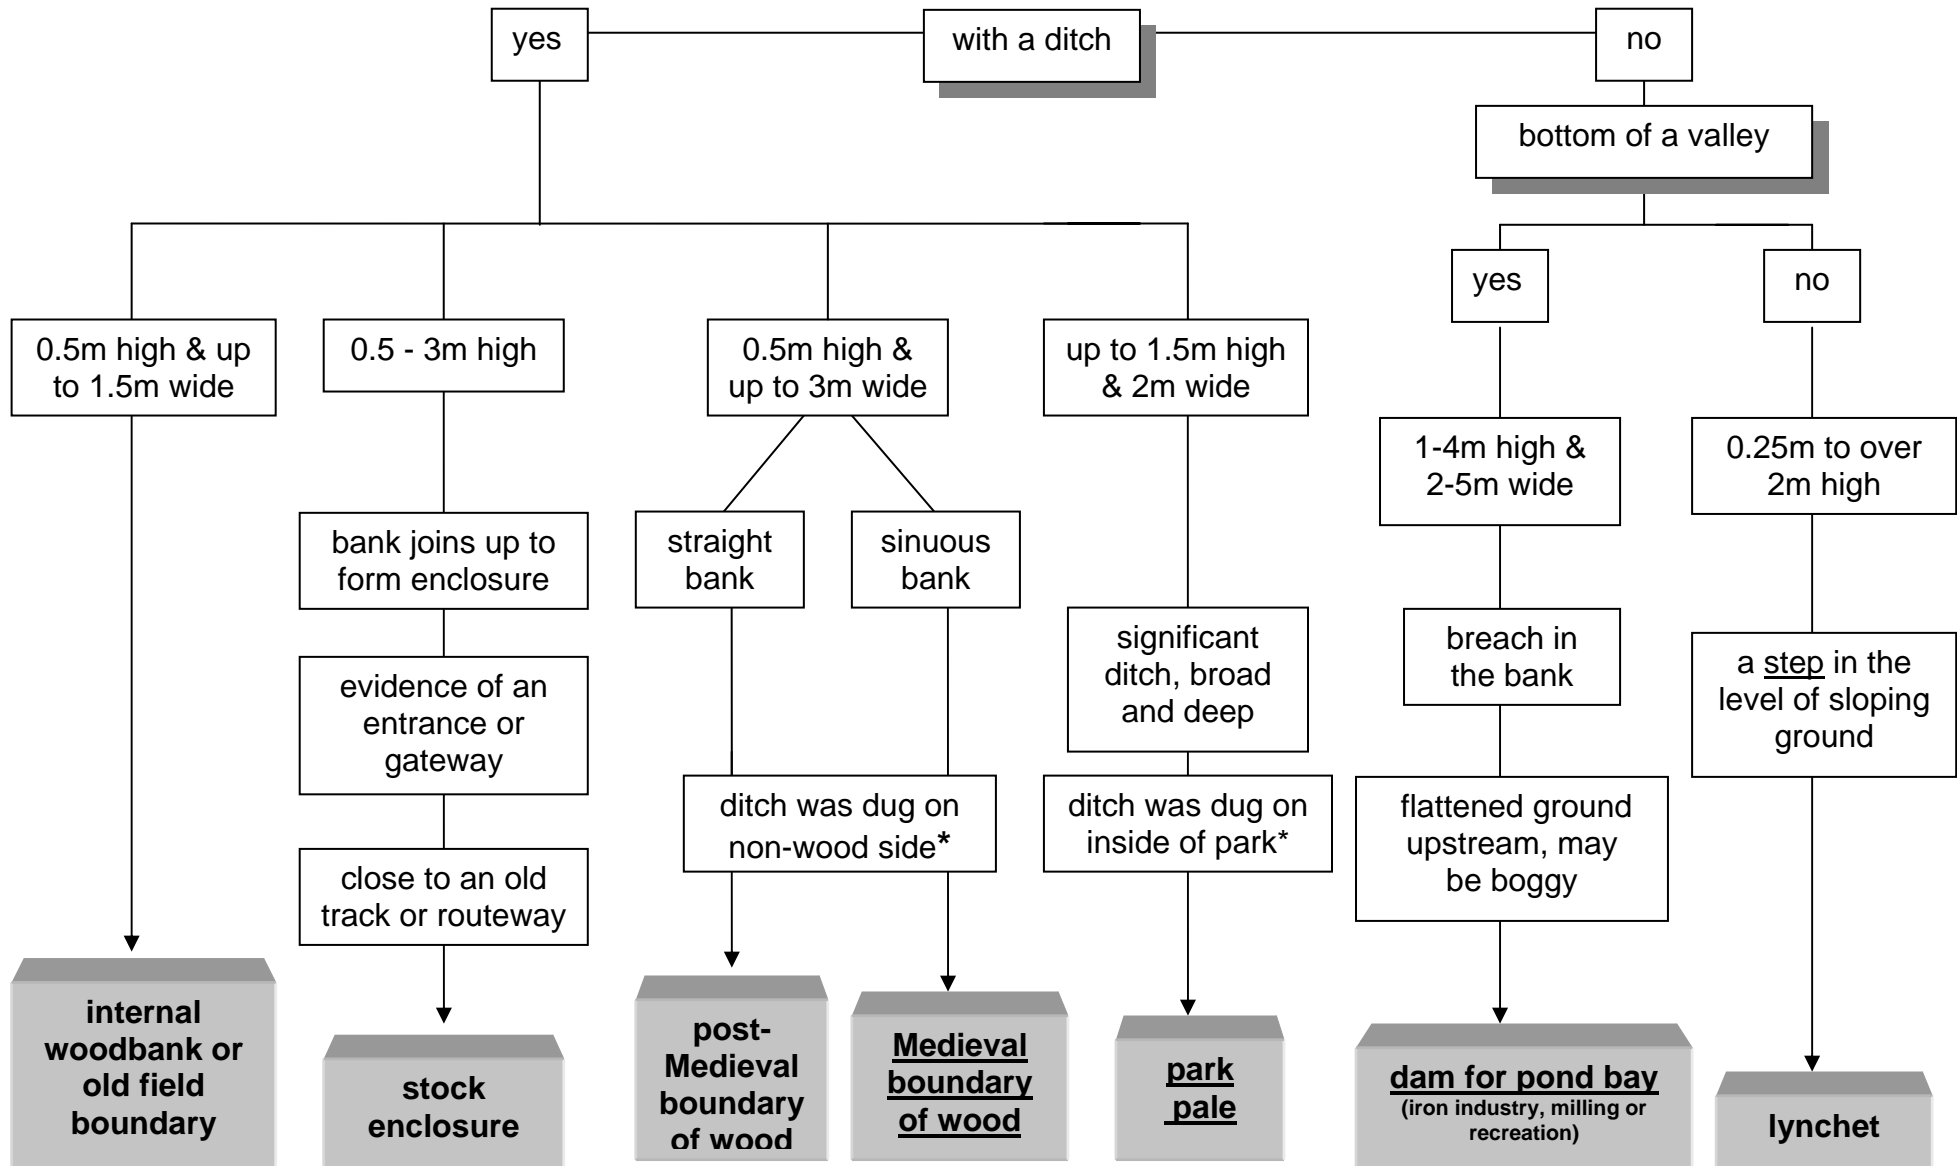 yes
with a ditch
no
bottom of a valley
yes
no
0.5m high & up
to 1.5m wide
0.5 - 3m high
0.5m high &
up to 3m wide
up to 1.5m high
& 2m wide
1-4m high &
2-5m wide
0.25m to over
2m high
bank joins up to
form enclosure
straight
bank
sinuous
bank
significant
ditch, broad
and deep
breach in
the bank
a step in the
level of sloping
ground
evidence of an
entrance or
gateway
ditch was dug on
non-wood side*
ditch was dug on
inside of park*
flattened ground
upstream, may
be boggy
close to an old
track or routeway
internal
woodbank or
old field
boundary
stock
enclosure
post-
Medieval
boundary
of wood
Medieval
boundary
of wood
park
pale
dam for pond bay
(iron industry, milling or
recreation)
lynchet